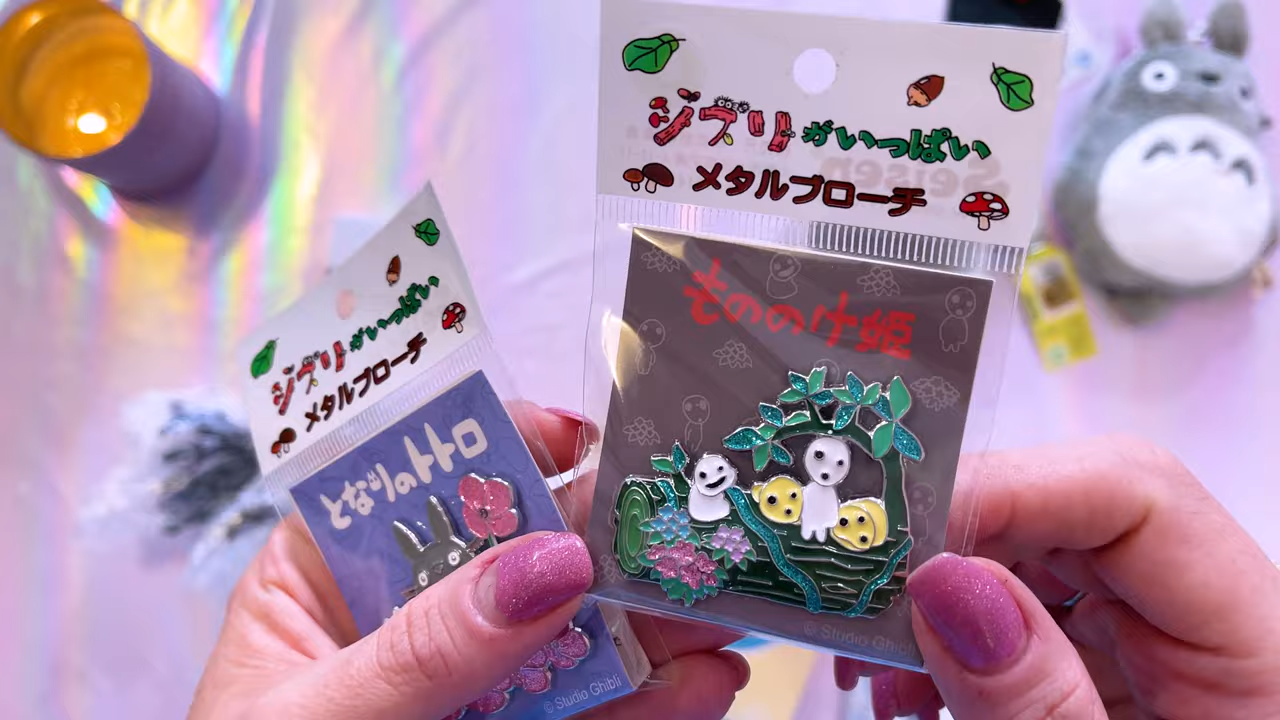 ジブリがいっぱい
メタルブローチ
となりのトトロ
© Studio Ghibli
ジブリがいっぱい
メタルブローチ
もののけ姫
© Studio Ghibli